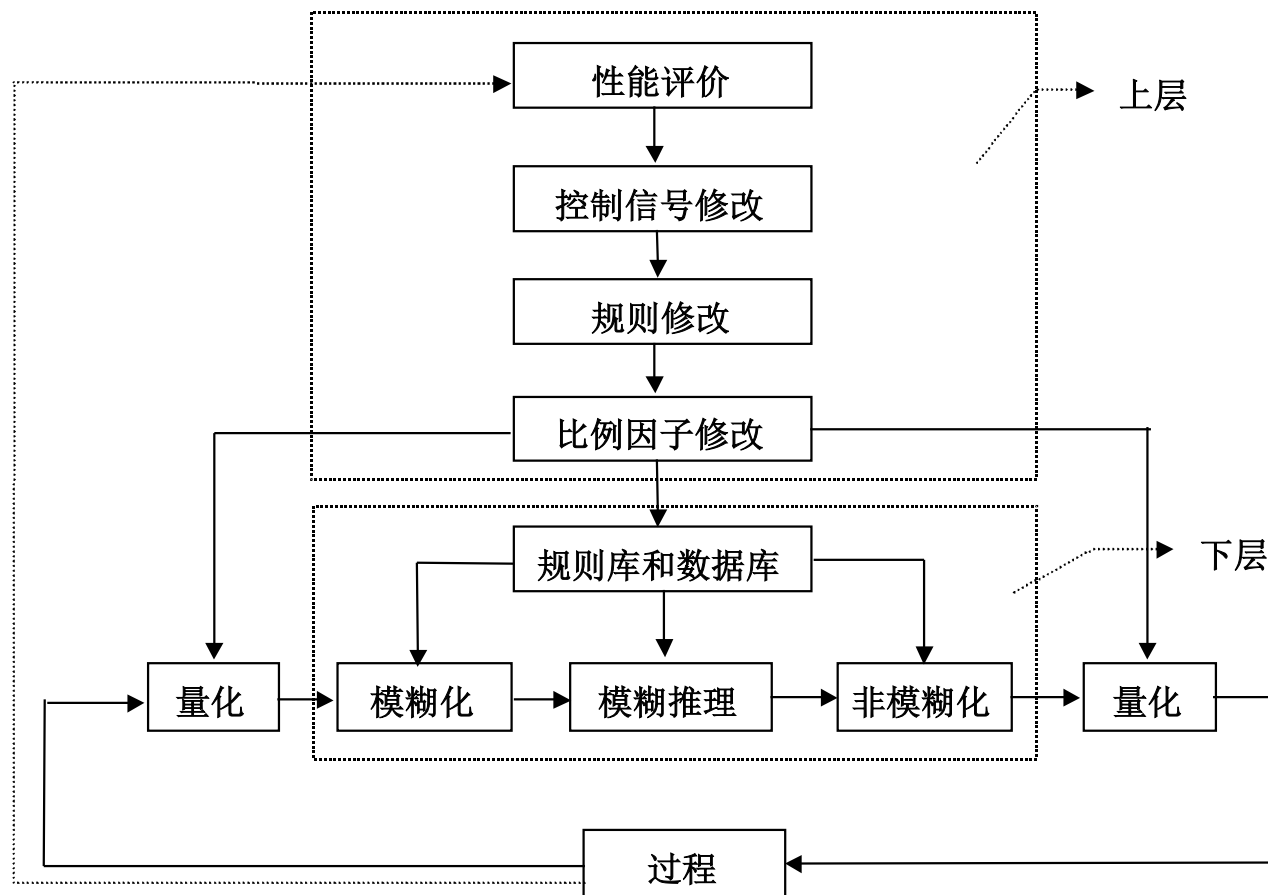 性能评价
上层
控制信号修改
规则修改
比例因子修改
规则库和数据库
下层
量化
模糊化
模糊推理
非模糊化
量化
过程